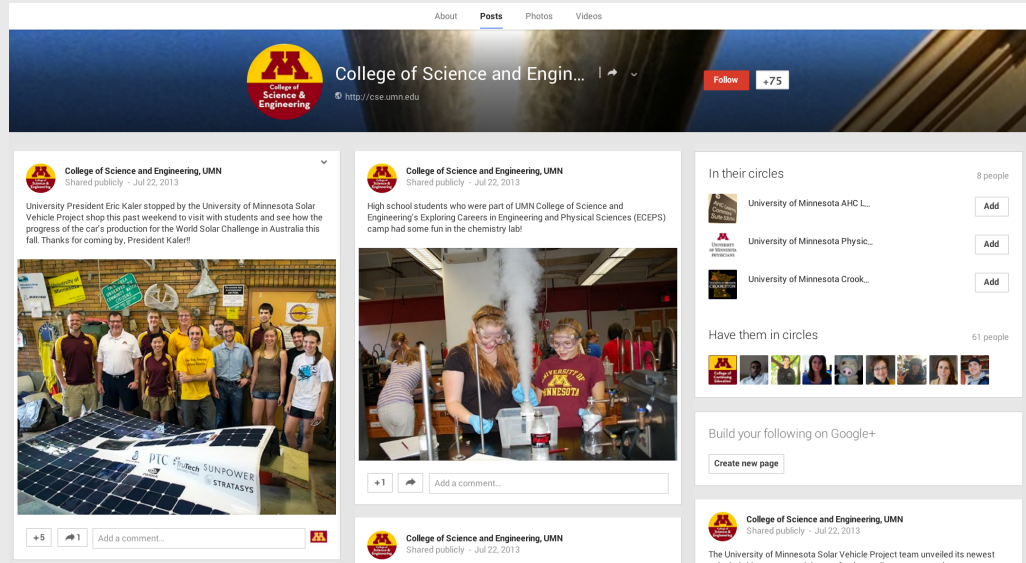 About Posts Photos Videos
College of Science and Engin...
http://cse.umn.edu
Follow +75
College of
Science &
Engineering
College of Science and Engineering, UMN
Shared publicly - Jul 22, 2013
University President Eric Kaler stopped by the University of Minnesota Solar
Vehicle Project shop this past weekend to visit with students and see how the
progress of the car's production for the World Solar Challenge in Australia this
fall. Thanks for coming by, President Kaler!!
PTC
SUNPOWER
STRATASYS
+5 1 Add a comment...
College of Science and Engineering, UMN
Shared publicly - Jul 22, 2013
High school students who were part of UMN College of Science and
Engineering's Exploring Careers in Engineering and Physical Sciences (ECEPS)
camp had some fun in the chemistry lab!
UNIVERSITY OF
MINNESOTA
+1 Add a comment...
College of Science and Engineering, UMN
Shared publicly - Jul 22, 2013
In their circles 8 people
University of Minnesota AHC L...
Add
University of Minnesota Physic...
Add
University of Minnesota Crook...
Add
Have them in circles 61 people
Build your following on Google+
Create new page
College of Science and Engineering, UMN
Shared publicly - Jul 22, 2013
The University of Minnesota Solar Vehicle Project team unveiled its newest